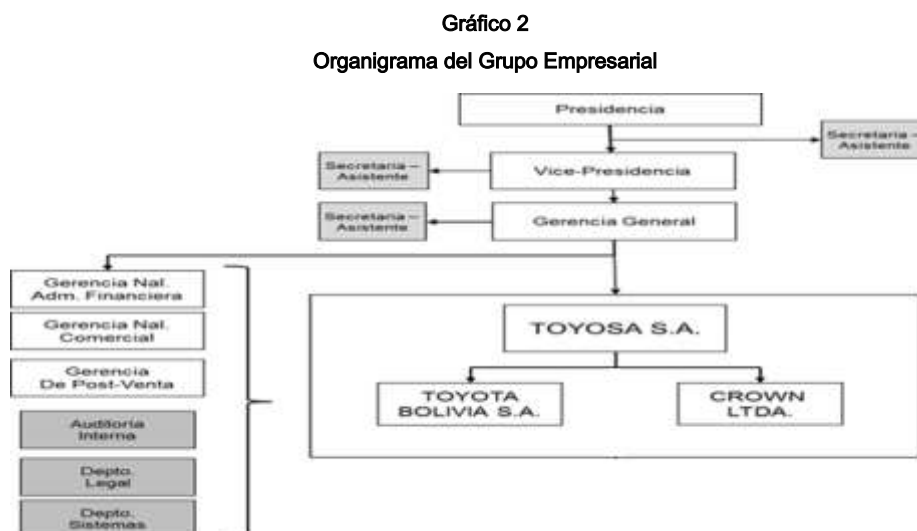 Gráfico 2
Organigrama del Grupo Empresarial
Presidencia
Secretaria –
Asistente
Secretaria –
Asistente
Vice-Presidencia
Secretaria –
Asistente
Gerencia General
Gerencia Nal.
Adm. Financiera
Gerencia Nal.
Comercial
Gerencia
De Post-Venta
Auditoría
Interna
Depto.
Legal
Depto.
Sistemas
TOYOSA S.A.
TOYOTA
BOLIVIA S.A.
CROWN
LTDA.